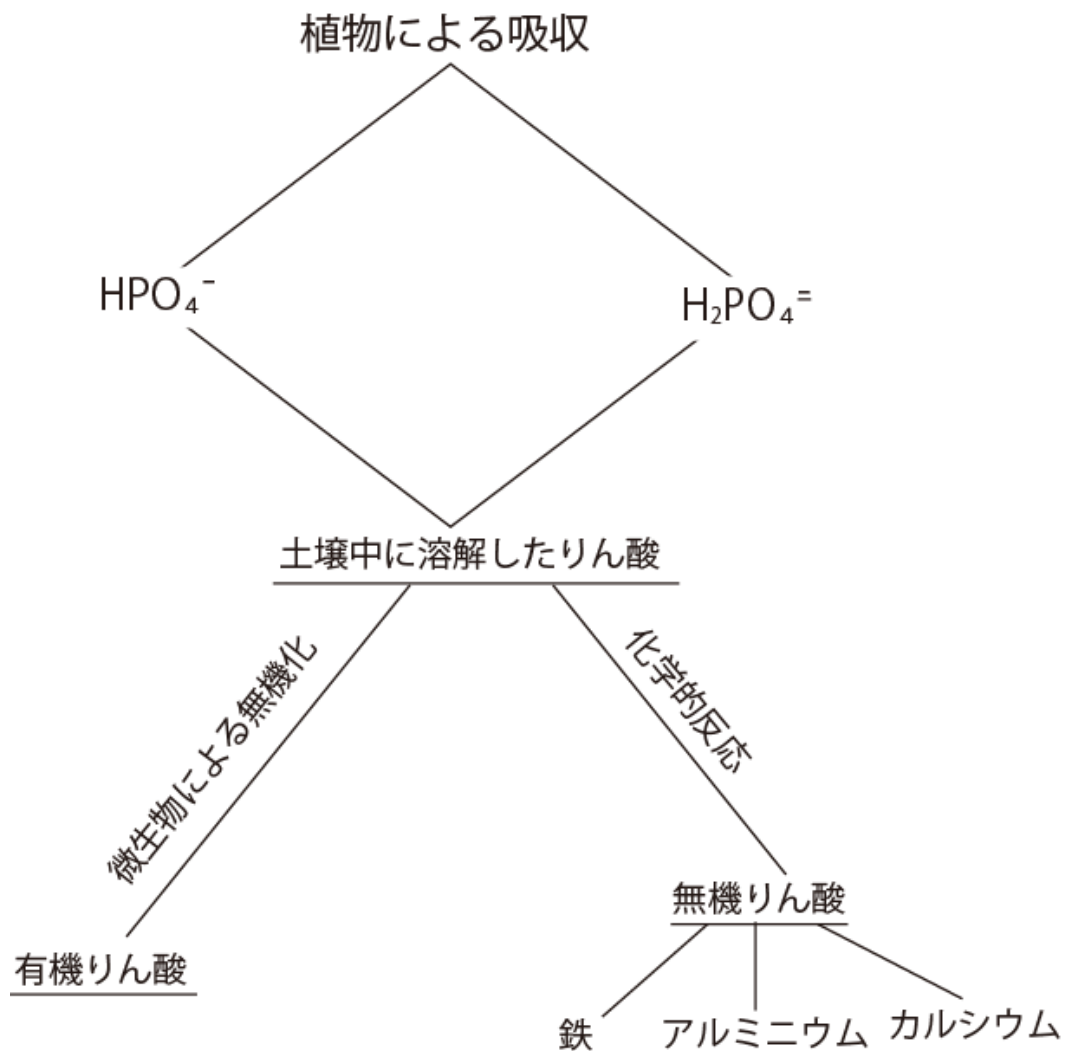 植物による吸収
HPO₄⁻
H₂PO₄⁼
土壌中に溶解したりん酸
微生物による無機化
化学的反応
無機りん酸
有機りん酸
鉄
アルミニウム
カルシウム